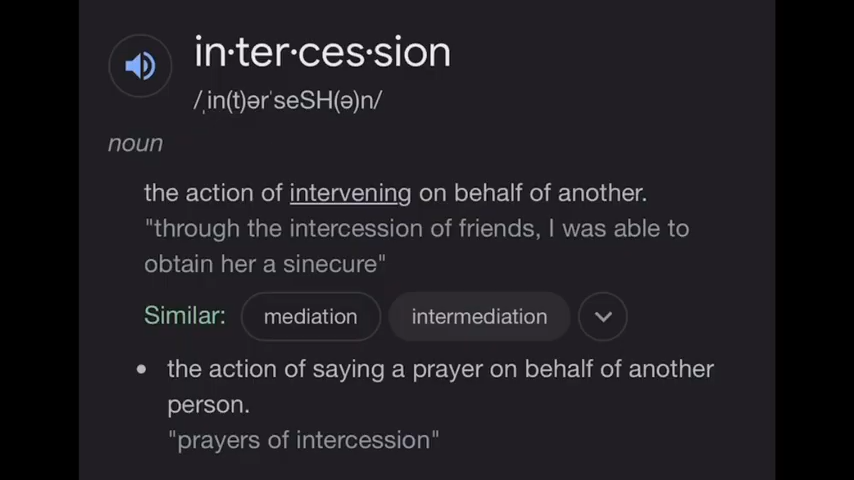 in·ter·ces·sion
/ˌin(t)ərˈseSH(ə)n/
noun
the action of intervening on behalf of another.
"through the intercession of friends, I was able to
obtain her a sinecure"
Similar: mediation intermediation
• the action of saying a prayer on behalf of another
person.
"prayers of intercession"